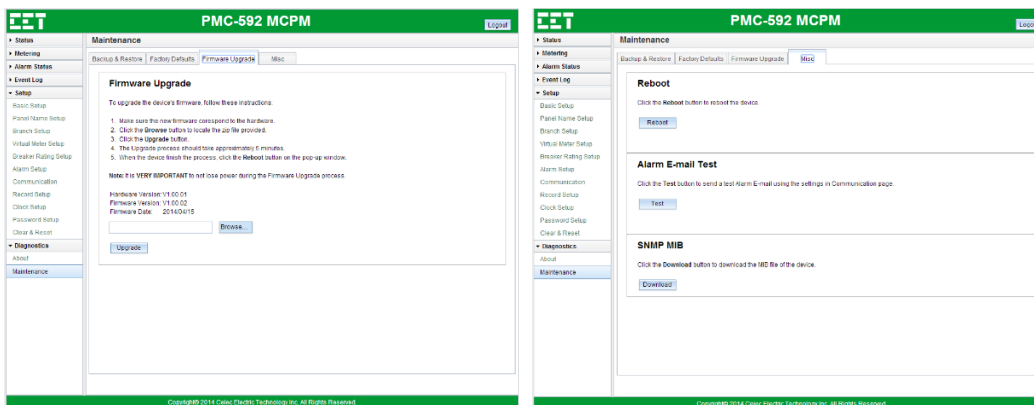 CET
PMC-592 MCPM
Logout
Status
Metering
Alarm Status
Event Log
Setup
Basic Setup
Panel Name Setup
Branch Setup
Virtual Meter Setup
Breaker Rating Setup
Alarm Setup
Communication
Record Setup
Clock Setup
Password Setup
Clear & Reset
Diagnostics
About
Maintenance
Maintenance
Backup & Restore Factory Defaults Firmware Upgrade Misc
Firmware Upgrade
To upgrade the device's firmware, follow these instructions:
1. Make sure the new firmware correspond to the hardware.
2. Click the Browse button to locate the zip file provided.
3. Click the Upgrade button.
4. The Upgrade process should take approximately 6 minutes.
5. When the device finish the process, click the Reboot button on the pop-up window.
Note: It is VERY IMPORTANT to not lose power during the Firmware Upgrade process.
Hardware Version: V1.00.01
Firmware Version: V1.00.02
Firmware Date: 2014/04/15
Browse...
Upgrade
Copyright© 2014 Ceiec Electric Technology Inc. All Rights Reserved.
CET
PMC-592 MCPM
Logo
Status
Metering
Alarm Status
Event Log
Setup
Basic Setup
Panel Name Setup
Branch Setup
Virtual Meter Setup
Breaker Rating Setup
Alarm Setup
Communication
Record Setup
Clock Setup
Password Setup
Clear & Reset
Diagnostics
About
Maintenance
Maintenance
Backup & Restore Factory Defaults Firmware Upgrade Misc
Reboot
Click the Reboot button to reboot the device.
Reboot
Alarm E-mail Test
Click the Test button to send a test Alarm E-mail using the settings in Communication page.
Test
SNMP MIB
Click the Download button to download the MIB file of the device.
Download
Copyright© 2014 Ceiec Electric Technology Inc. All Rights Reserved.